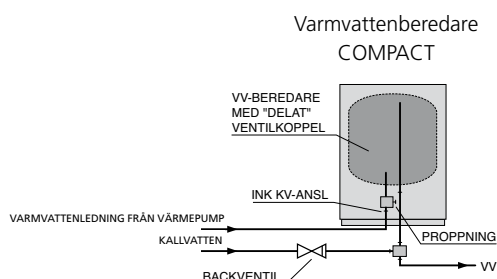 Varmvattenberedare
COMPACT
VV-BEREDARE
MED "DELAT"
VENTILKOPPEL
INK KV-ANSL
VARMVATTENLEDNING FRÅN VÄRMEPUMP
PROPPNING
KALLVATTEN
VV
BACKVENTIL